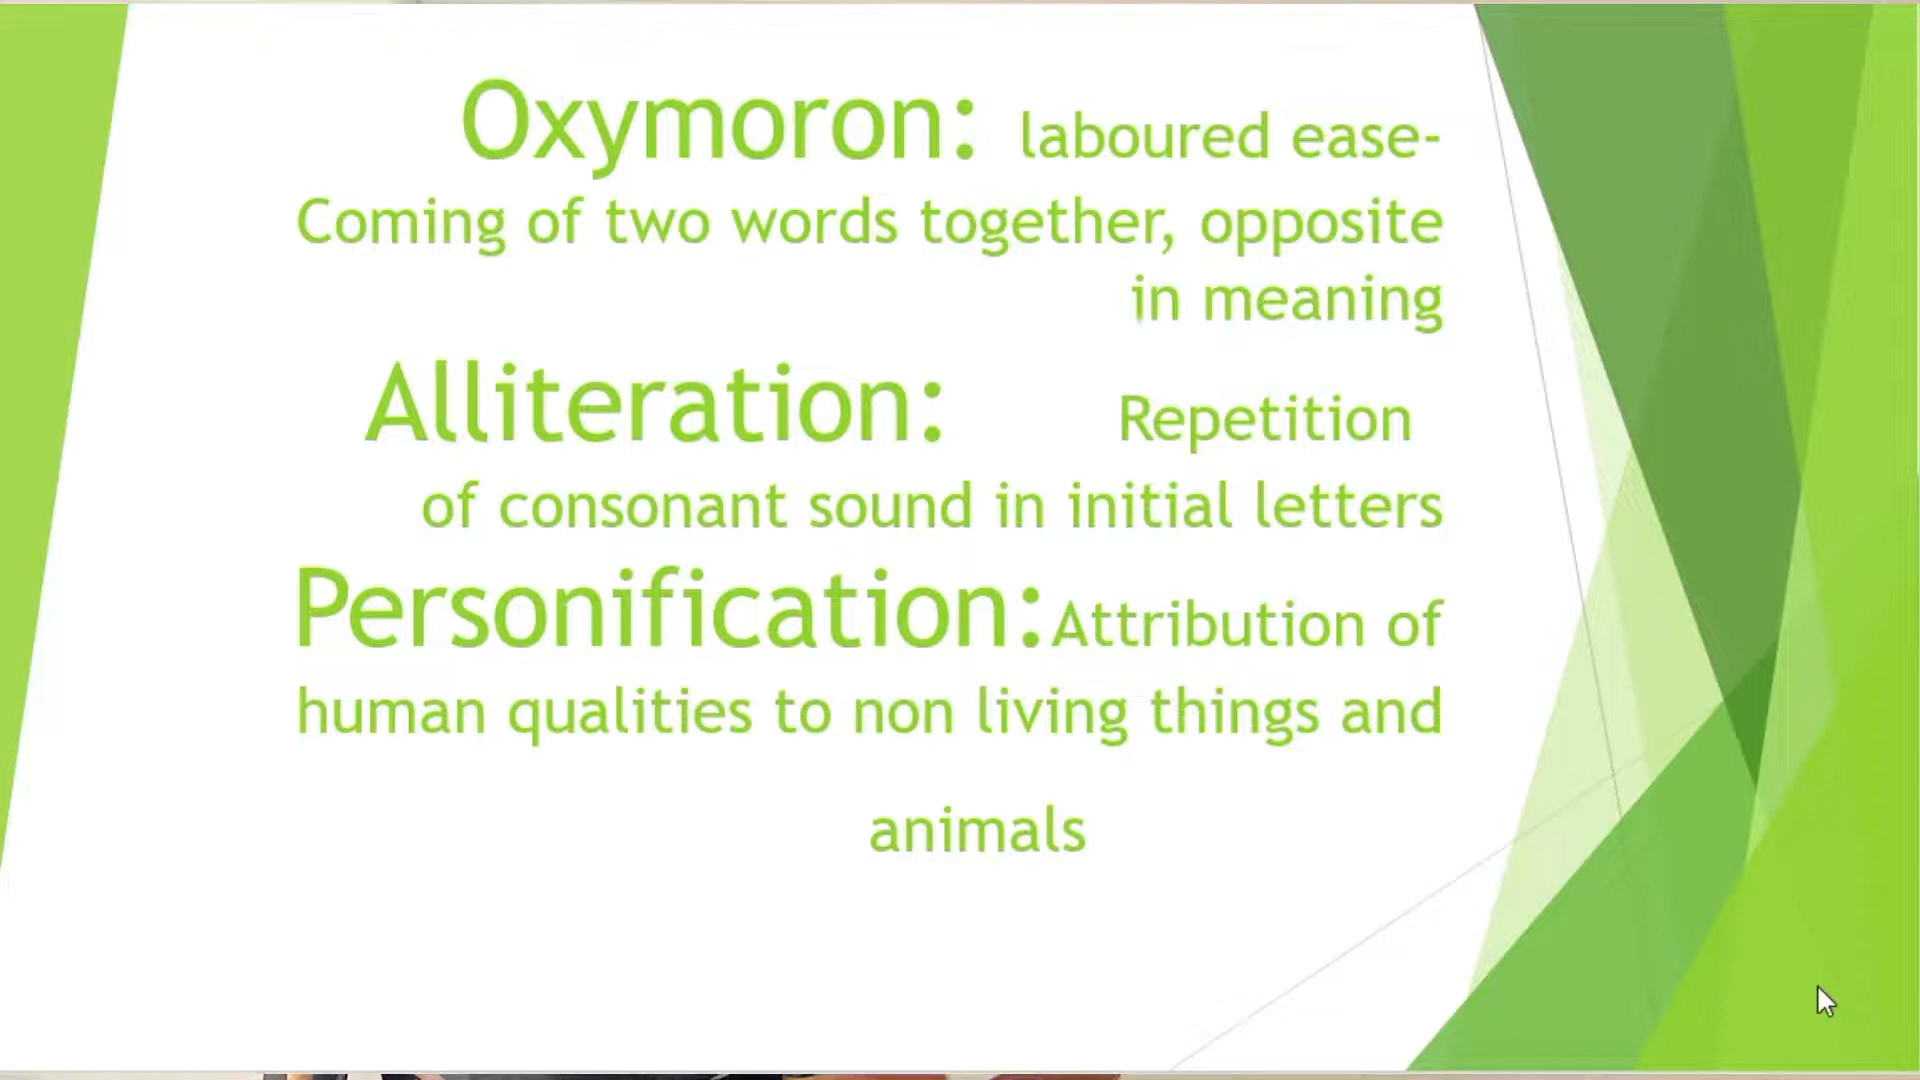 Oxymoron: laboured ease-
Coming of two words together, opposite
in meaning
Alliteration: Repetition
of consonant sound in initial letters
Personification:Attribution of
human qualities to non living things and
animals